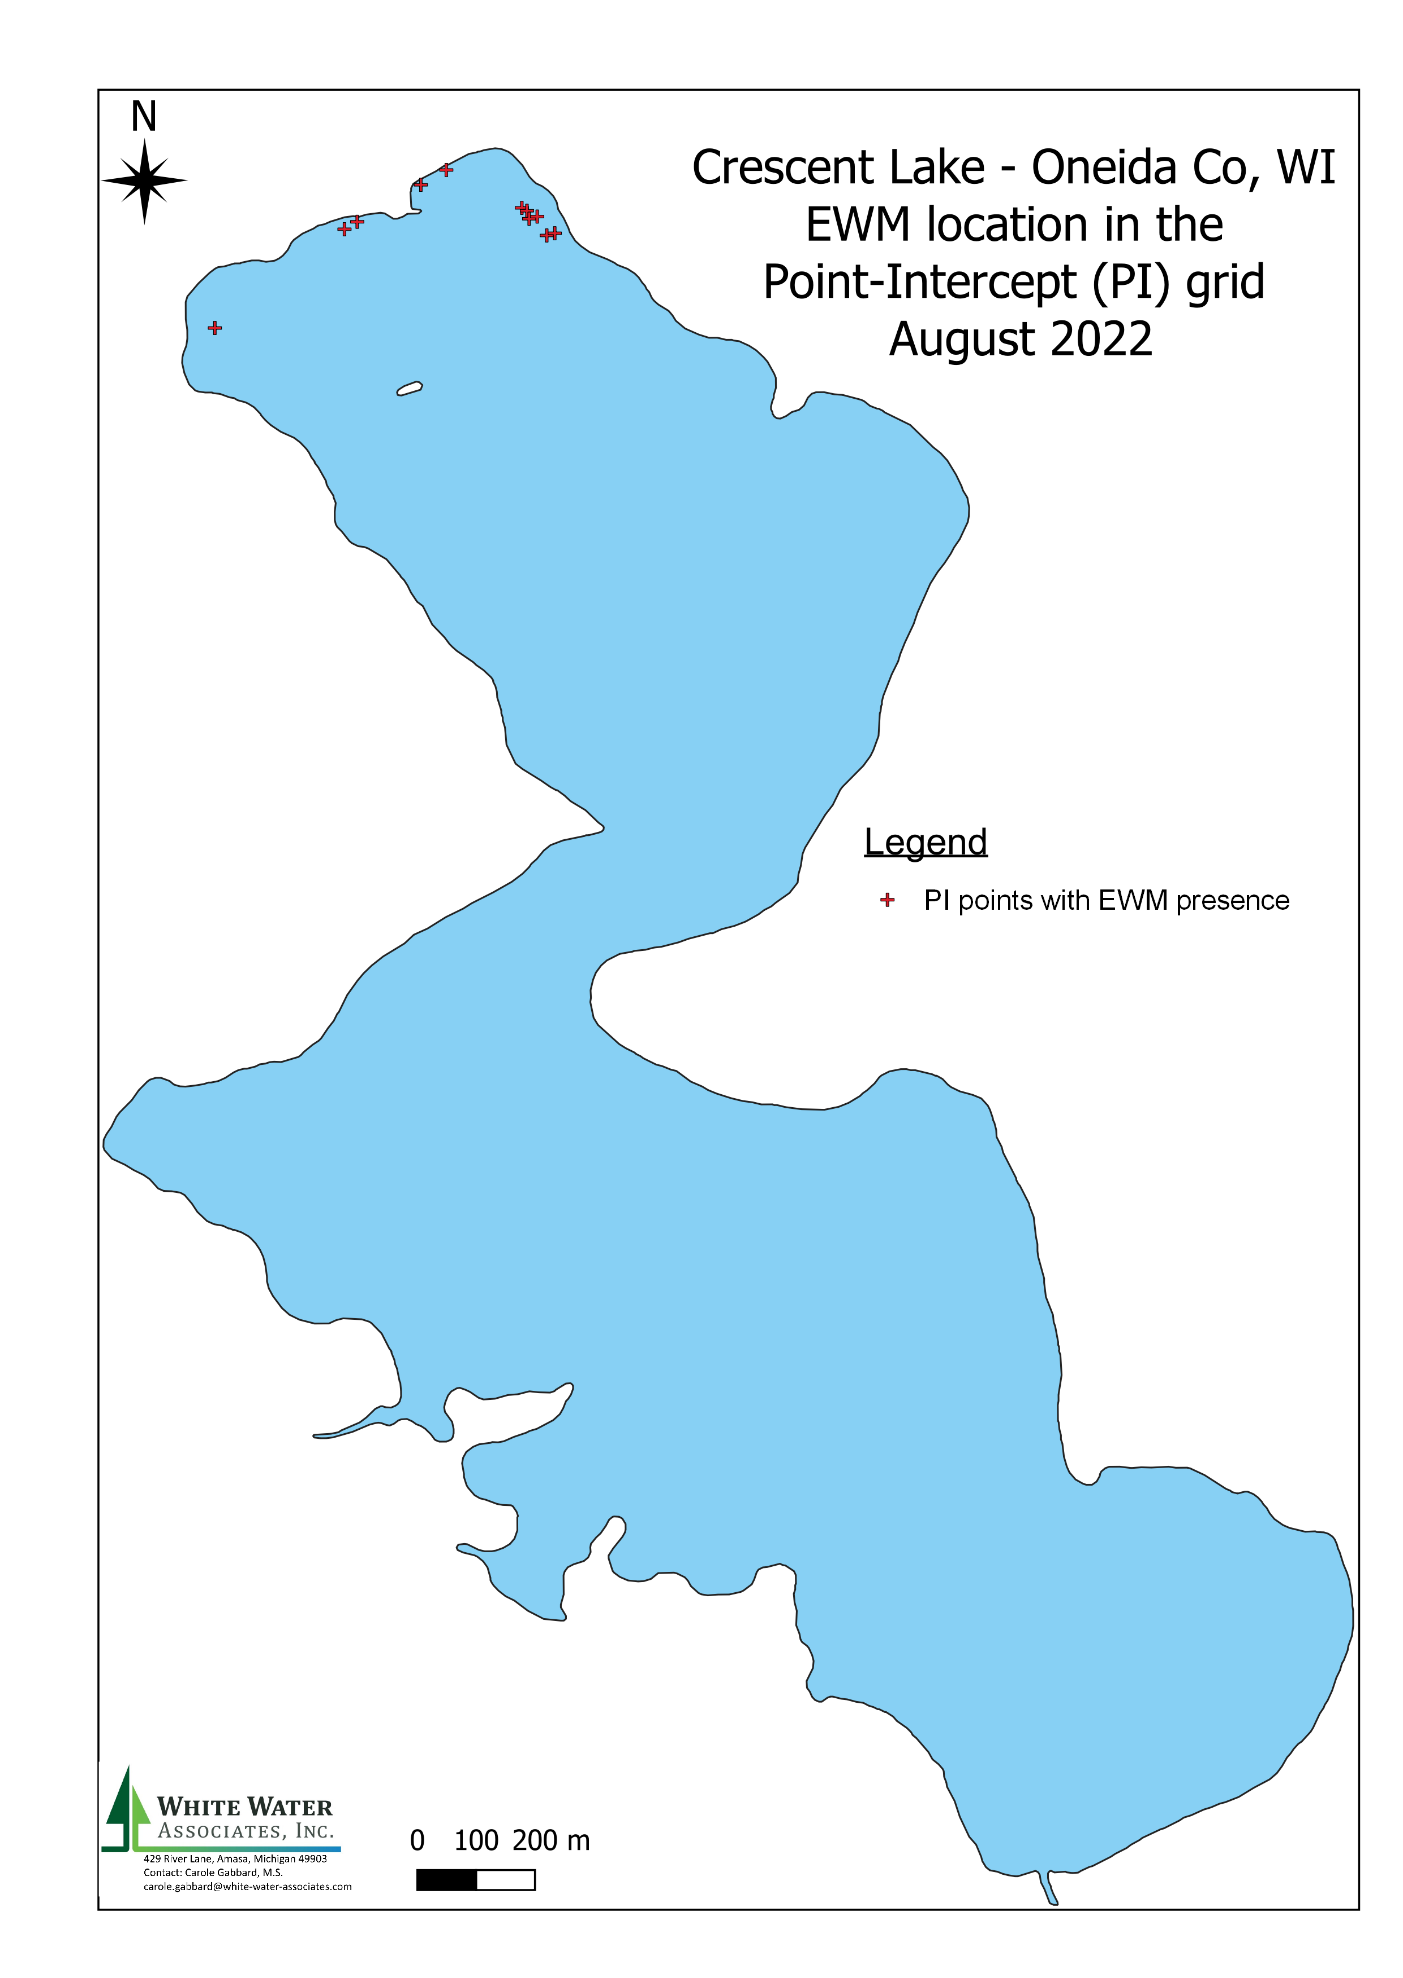 N
Crescent Lake - Oneida Co, WI
EWM location in the
Point-Intercept (PI) grid
August 2022
Legend
PI points with EWM presence
WHITE WATER
ASSOCIATES, INC.
429 River Lane, Amasa, Michigan 49903
Contact: Carole Gabbard, M.S.
carole.gabbard@white-water-associates.com
0 100 200 m